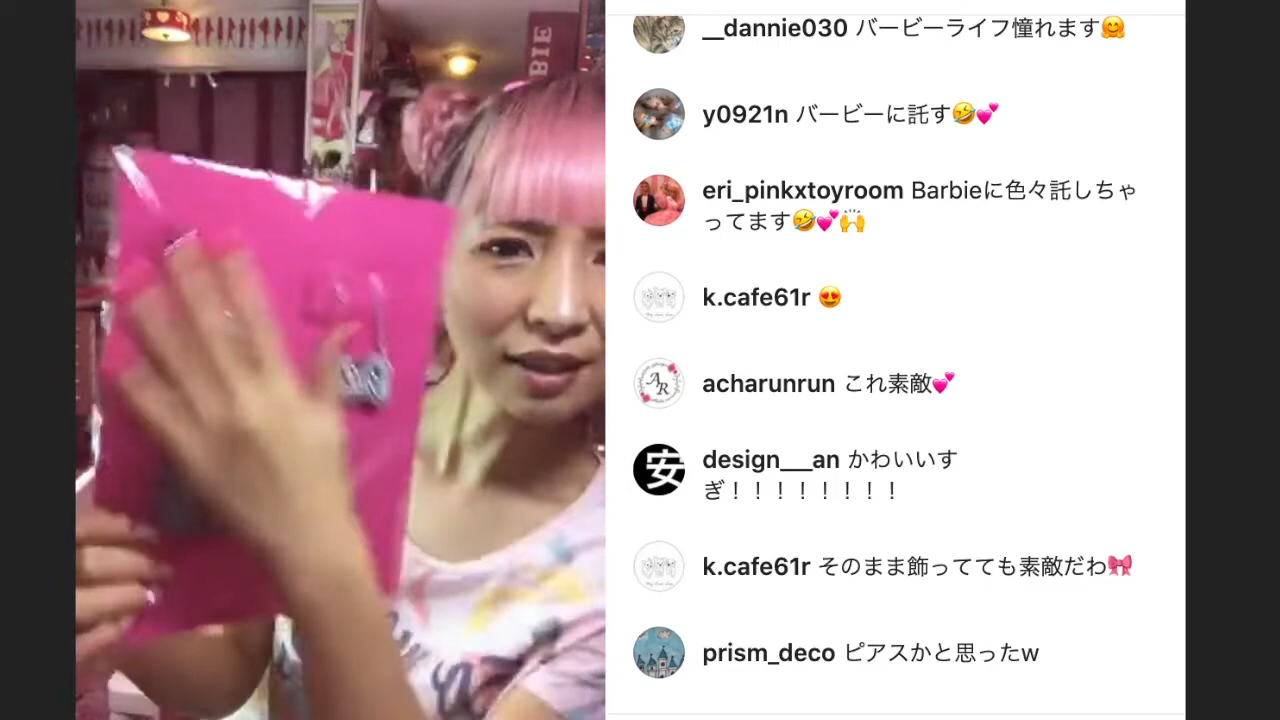 BIE
__dannie030 バービーライフ憧れます🤗
y0921n バービーに託す🤣💕
eri_pinkxtoyroom Barbieに色々託しちゃ
ってます🤣💕🙌
k.cafe61r 😍
AR
acharunrun これ素敵💕
安
design___an かわいいす
ぎ！！！！！！！！
k.cafe61r そのまま飾ってても素敵だわ🎀
prism_deco ピアスかと思ったw